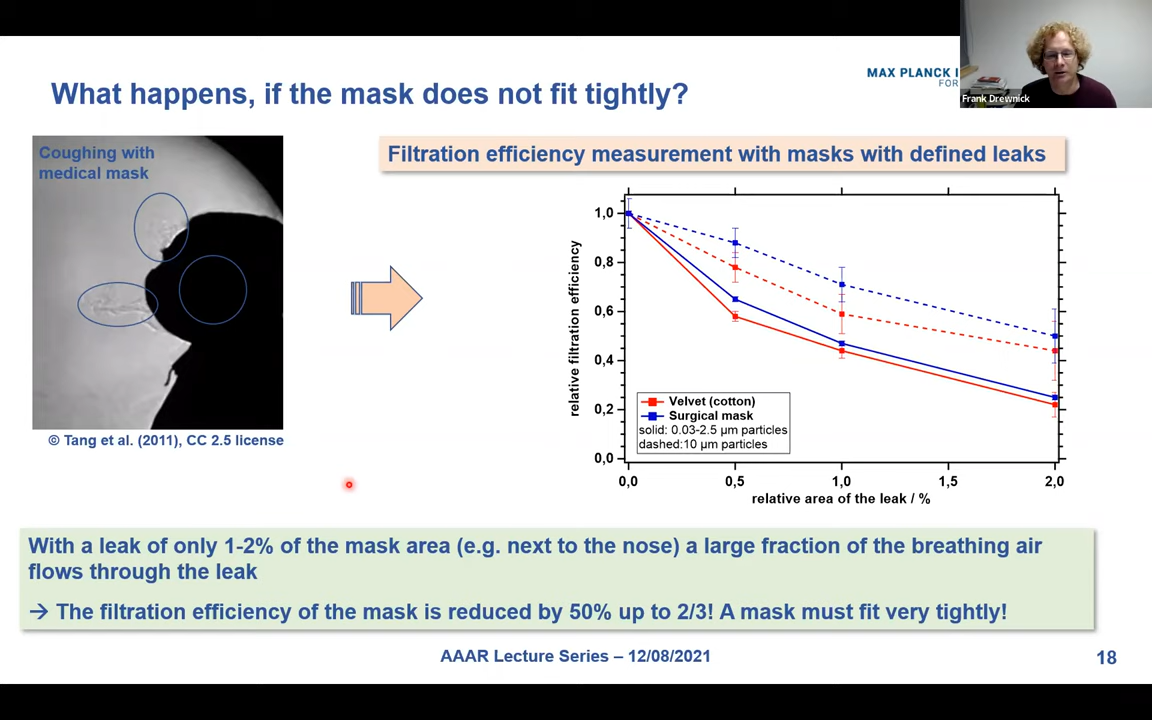 MAX PLANCK I
FOR
Frank Drewnick
What happens, if the mask does not fit tightly?
Coughing with
medical mask
© Tang et al. (2011), CC 2.5 license
Filtration efficiency measurement with masks with defined leaks
relative filtration efficiency
1,0
0,8
0,6
0,4
0,2
0,0
Velvet (cotton)
Surgical mask
solid: 0.03-2.5 µm particles
dashed:10 µm particles
0,0 0,5 1,0 1,5 2,0
relative area of the leak / %
With a leak of only 1-2% of the mask area (e.g. next to the nose) a large fraction of the breathing air
flows through the leak
→ The filtration efficiency of the mask is reduced by 50% up to 2/3! A mask must fit very tightly!
AAAR Lecture Series – 12/08/2021
18